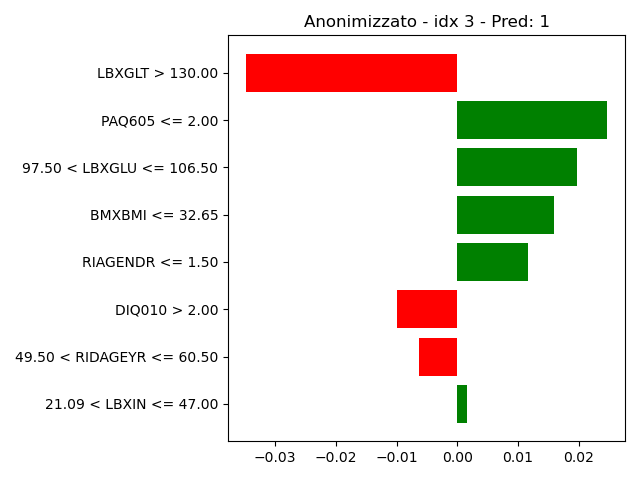 Anonimizzato - idx 3 - Pred: 1
LBXGLT > 130.00
PAQ605 <= 2.00
97.50 < LBXGLU <= 106.50
BMXBMI <= 32.65
RIAGENDR <= 1.50
DIQ010 > 2.00
49.50 < RIDAGEYR <= 60.50
21.09 < LBXIN <= 47.00
−0.03 −0.02 −0.01 0.00 0.01 0.02